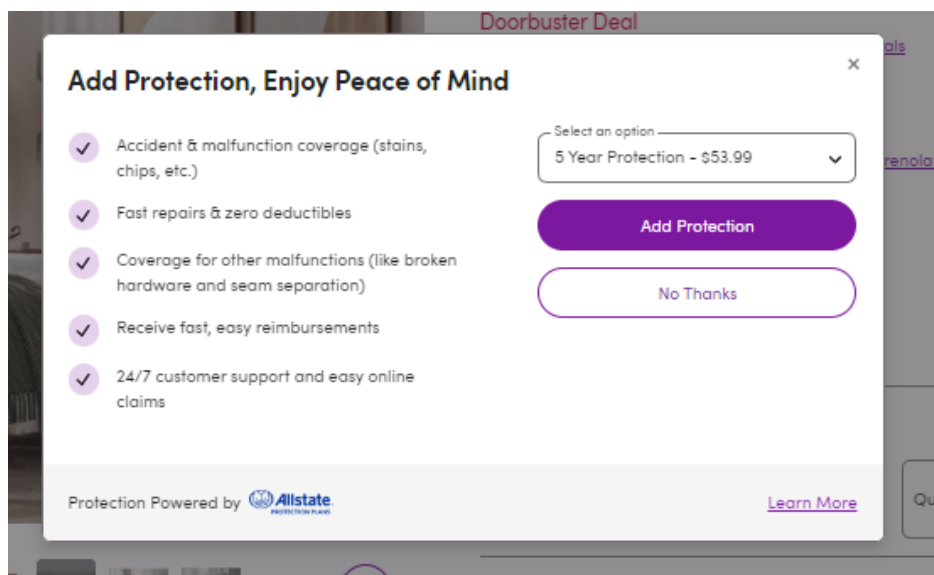 Doorbuster Deal
als
Add Protection, Enjoy Peace of Mind
Accident & malfunction coverage (stains,
chips, etc.)
Fast repairs & zero deductibles
Coverage for other malfunctions (like broken
hardware and seam separation)
Receive fast, easy reimbursements
24/7 customer support and easy online
claims
Select an option
5 Year Protection - $53.99
Add Protection
No Thanks
renola
Protection Powered by Allstate
PROTECTION PLANS
Learn More
Qu